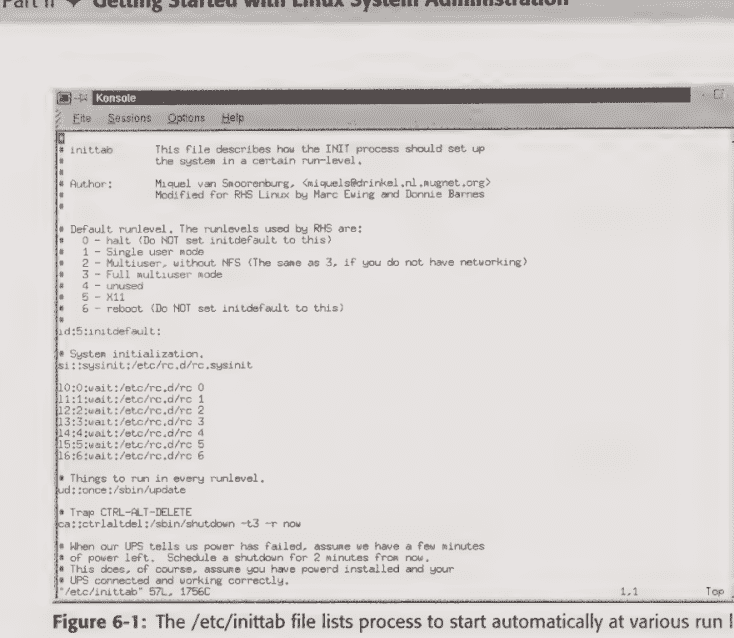 Part II ✦ Getting Started with Linux System Administration
Konsole
File Sessions Options Help
#
# inittab       This file describes how the INIT process should set up
#               the system in a certain run-level.
#
# Author:       Miquel van Smoorenburg, <miquels@drinkel.nl.mugnet.org>
#               Modified for RHS Linux by Marc Ewing and Donnie Barnes
#
# Default runlevel. The runlevels used by RHS are:
#   0 - halt (Do NOT set initdefault to this)
#   1 - Single user mode
#   2 - Multiuser, without NFS (The same as 3, if you do not have networking)
#   3 - Full multiuser mode
#   4 - unused
#   5 - X11
#   6 - reboot (Do NOT set initdefault to this)
#
id:5:initdefault:
# System initialization.
si::sysinit:/etc/rc.d/rc.sysinit
l0:0:wait:/etc/rc.d/rc 0
l1:1:wait:/etc/rc.d/rc 1
l2:2:wait:/etc/rc.d/rc 2
l3:3:wait:/etc/rc.d/rc 3
l4:4:wait:/etc/rc.d/rc 4
l5:5:wait:/etc/rc.d/rc 5
l6:6:wait:/etc/rc.d/rc 6
# Things to run in every runlevel.
ud::once:/sbin/update
# Trap CTRL-ALT-DELETE
ca::ctrlaltdel:/sbin/shutdown -t3 -r now
# When our UPS tells us power has failed, assume we have a few minutes
# of power left.  Schedule a shutdown for 2 minutes from now.
# This does, of course, assume you have powerd installed and your
# UPS connected and working correctly.
"/etc/inittab" 57L, 1756C 1,1 Top
Figure 6-1: The /etc/inittab file lists process to start automatically at various run